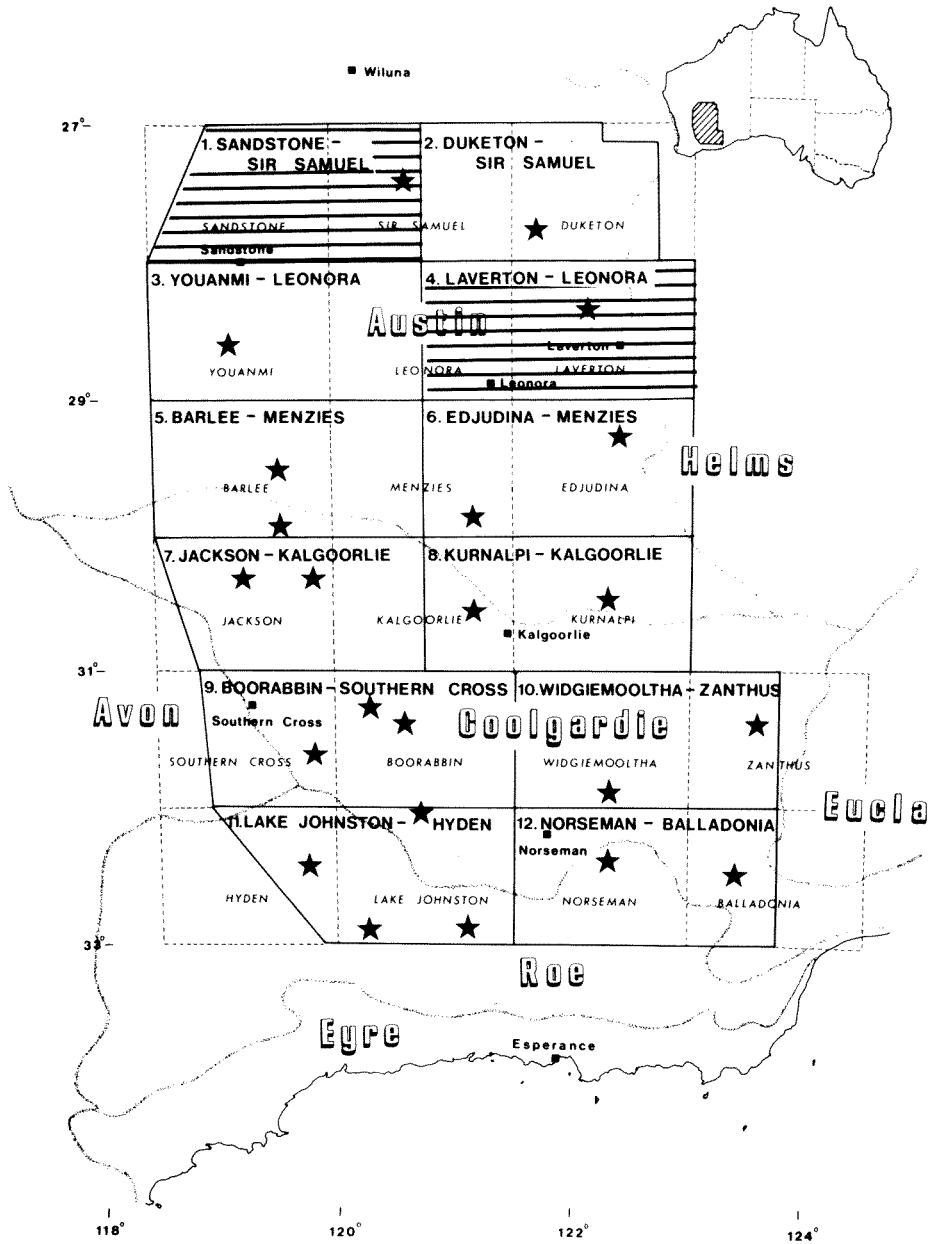 Wiluna
27°
1. SANDSTONE –
SIR SAMUEL
2. DUKETON –
SIR SAMUEL
SANDSTONE
SIR SAMUEL
DUKETON
Sandstone
3. YOUANMI – LEONORA
4. LAVERTON – LEONORA
Austin
Laverton
YOUANMI
LEONORA
LAVERTON
Leonora
29°
5. BARLEE – MENZIES
6. EDJUDINA – MENZIES
Helms
BARLEE
MENZIES
EDJUDINA
7. JACKSON – KALGOORLIE
8. KURNALPI – KALGOORLIE
JACKSON
KALGOORLIE
KURNALPI
Kalgoorlie
31°
9. BOORABBIN – SOUTHERN CROSS
10. WIDGIEMOOLTHA – ZANTHUS
Avon
Southern Cross
Coolgardie
SOUTHERN CROSS
BOORABBIN
WIDGIEMOOLTHA
ZANTHUS
Eucla
11. LAKE JOHNSTON – HYDEN
12. NORSEMAN – BALLADONIA
Norseman
HYDEN
LAKE JOHNSTON
NORSEMAN
BALLADONIA
33°
Roe
Eyre
Esperance
118°
120°
122°
124°